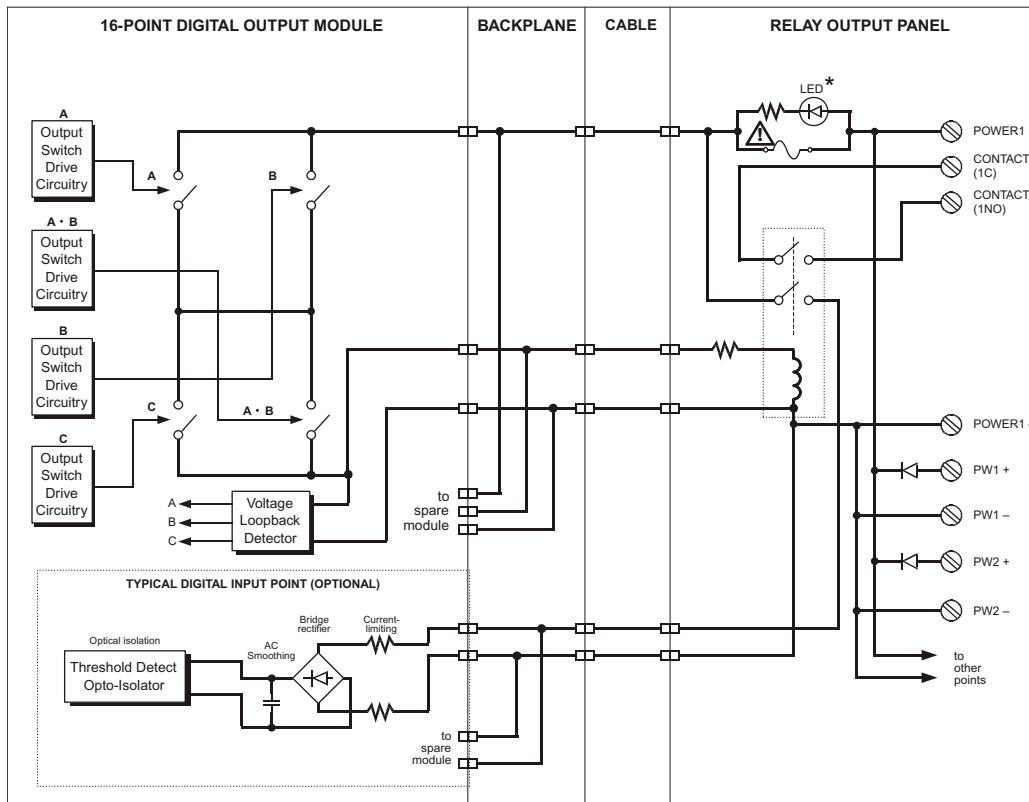 16-POINT DIGITAL OUTPUT MODULE
BACKPLANE
CABLE
RELAY OUTPUT PANEL
A
Output
Switch
Drive
Circuitry
A · B
Output
Switch
Drive
Circuitry
B
Output
Switch
Drive
Circuitry
C
Output
Switch
Drive
Circuitry
A
B
C
A · B
A
B
C
Voltage
Loopback
Detector
to
spare
module
LED*
!
POWER1
CONTACT
(1C)
CONTACT
(1NO)
POWER1
PW1 +
PW1 –
PW2 +
PW2 –
to
other
points
TYPICAL DIGITAL INPUT POINT (OPTIONAL)
Optical isolation
Threshold Detect
Opto-Isolator
AC
Smoothing
Bridge
rectifier
Current-
limiting
to
spare
module